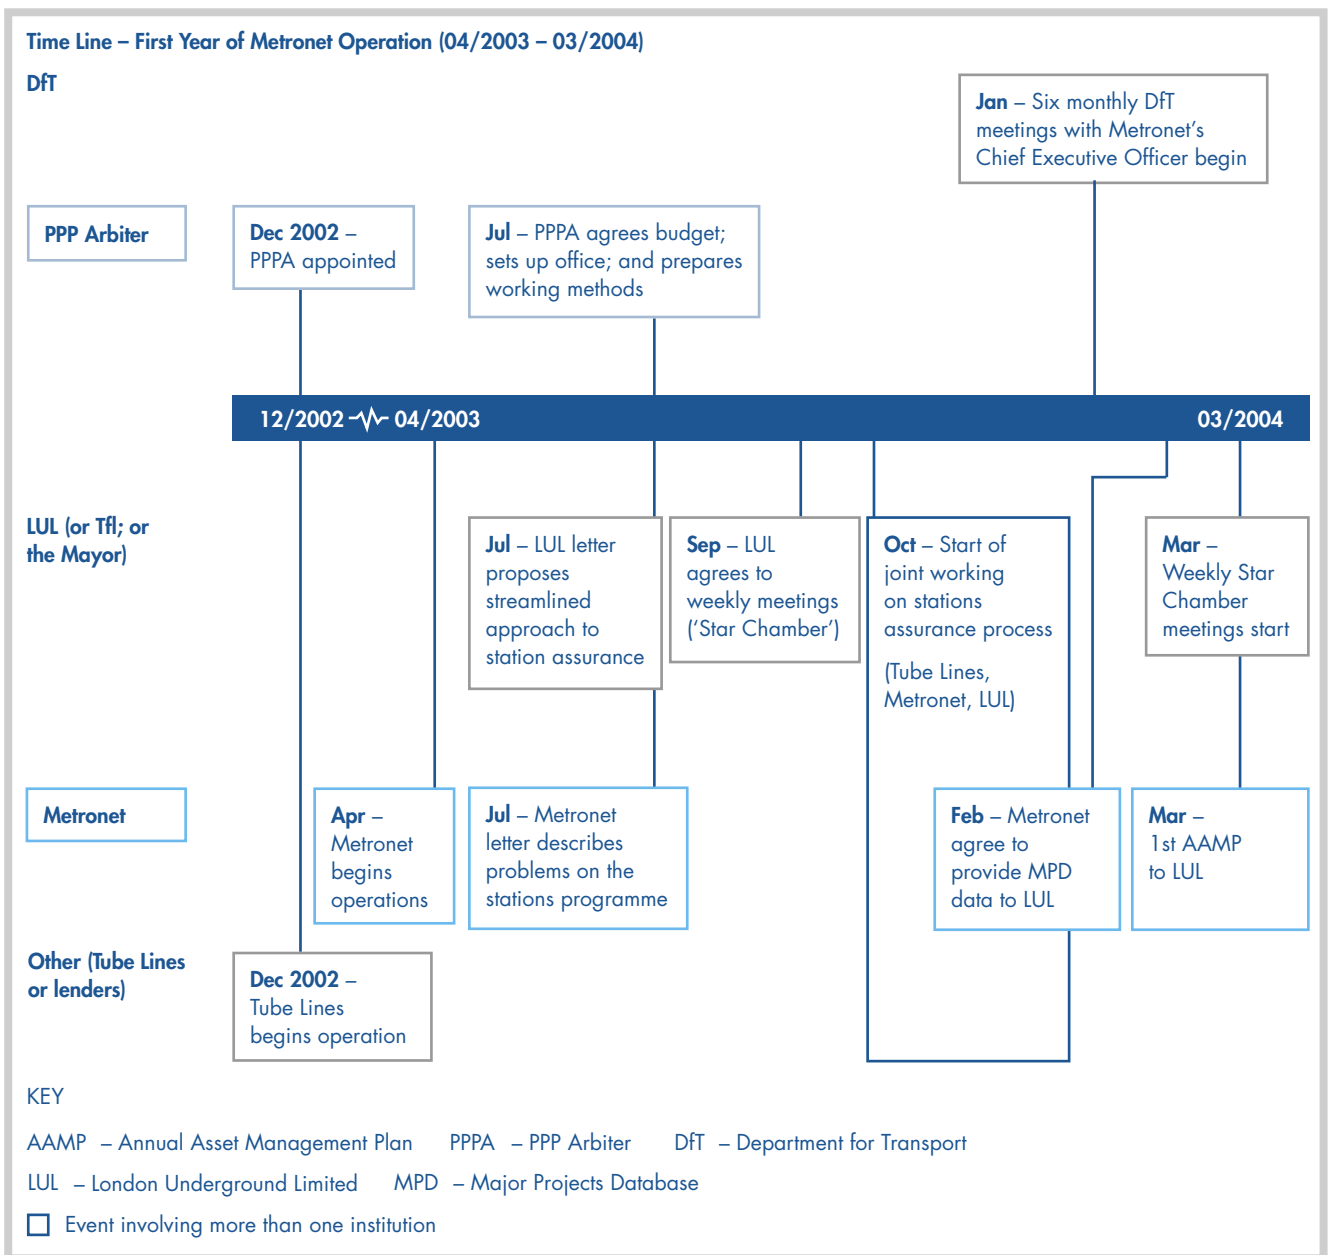 Time Line – First Year of Metronet Operation (04/2003 – 03/2004)
DfT
Jan – Six monthly DfT
meetings with Metronet’s
Chief Executive Officer begin
PPP Arbiter
Dec 2002 –
PPPA appointed
Jul – PPPA agrees budget;
sets up office; and prepares
working methods
12/2002
04/2003
03/2004
LUL (or Tfl; or
the Mayor)
Jul – LUL letter
proposes
streamlined
approach to
station assurance
Sep – LUL
agrees to
weekly meetings
(‘Star Chamber’)
Oct – Start of
joint working
on stations
assurance process
(Tube Lines,
Metronet, LUL)
Mar –
Weekly Star
Chamber
meetings start
Metronet
Apr –
Metronet
begins
operations
Jul – Metronet
letter describes
problems on the
stations programme
Feb – Metronet
agree to
provide MPD
data to LUL
Mar –
1st AAMP
to LUL
Other (Tube Lines
or lenders)
Dec 2002 –
Tube Lines
begins operation
KEY
AAMP – Annual Asset Management Plan PPPA – PPP Arbiter DfT – Department for Transport
LUL – London Underground Limited MPD – Major Projects Database
Event involving more than one institution